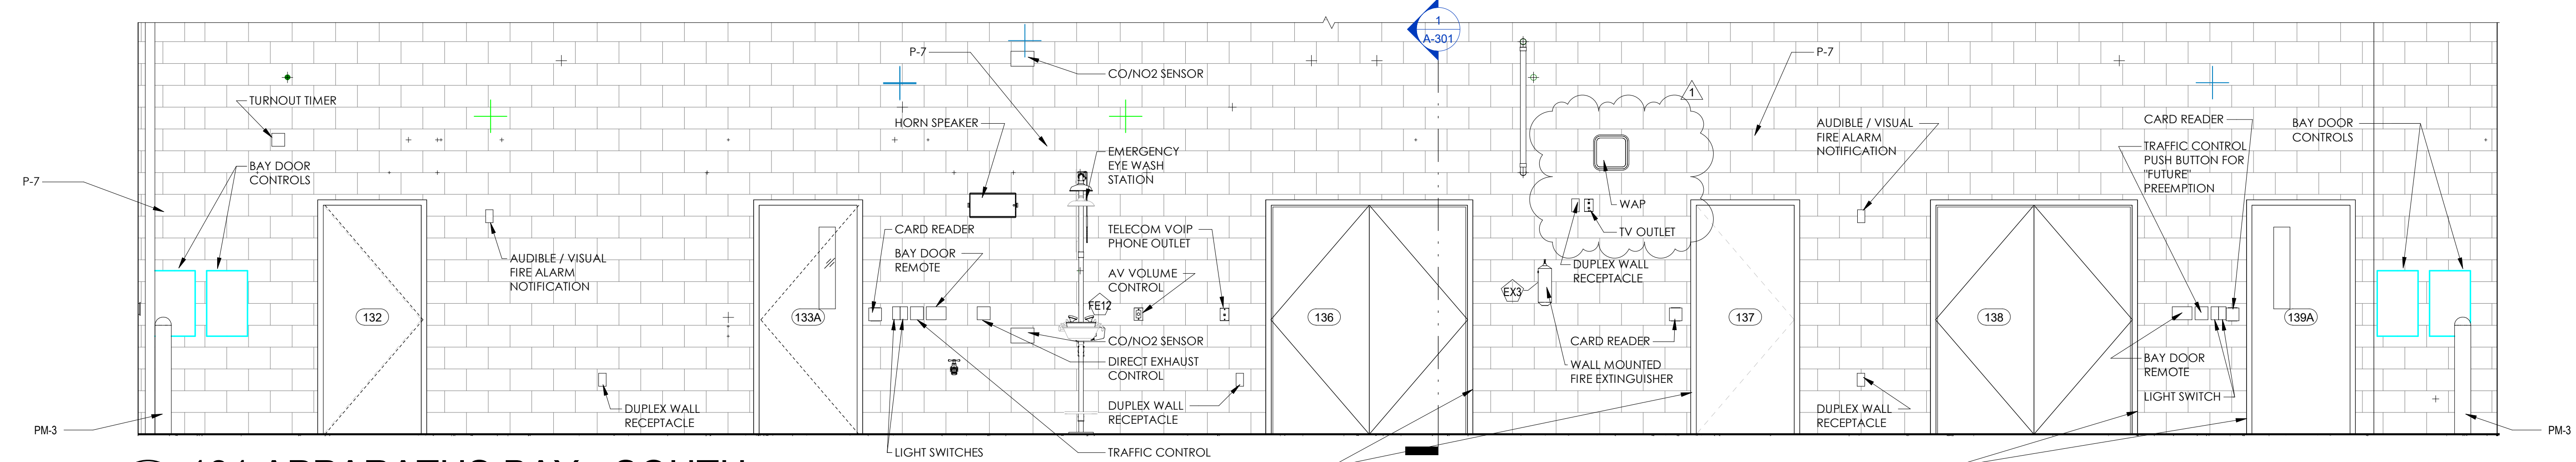 1
A-301
P-7
P-7
CO/NO2 SENSOR
TURNOUT TIMER
1
HORN SPEAKER
AUDIBLE / VISUAL
FIRE ALARM
NOTIFICATION
CARD READER
BAY DOOR
CONTROLS
TRAFFIC CONTROL
PUSH BUTTON FOR
"FUTURE"
PREEMPTION
BAY DOOR
CONTROLS
EMERGENCY
EYE WASH
STATION
P-7
WAP
CARD READER
TELECOM VOIP
PHONE OUTLET
TV OUTLET
AUDIBLE / VISUAL
FIRE ALARM
NOTIFICATION
BAY DOOR
REMOTE
AV VOLUME
CONTROL
DUPLEX WALL
RECEPTACLE
EX3
FE12
132
133A
136
137
138
139A
CO/NO2 SENSOR
CARD READER
DIRECT EXHAUST
CONTROL
WALL MOUNTED
FIRE EXTINGUISHER
BAY DOOR
REMOTE
LIGHT SWITCH
DUPLEX WALL
RECEPTACLE
DUPLEX WALL
RECEPTACLE
DUPLEX WALL
RECEPTACLE
PM-3
PM-3
LIGHT SWITCHES
TRAFFIC CONTROL